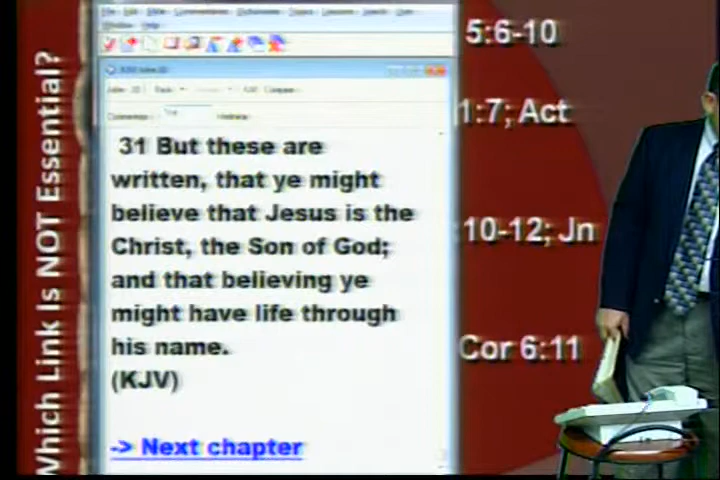 Which Link Is NOT Essential?
31 But these are
written, that ye might
believe that Jesus is the
Christ, the Son of God;
and that believing ye
might have life through
his name.
(KJV)
-> Next chapter
5:6-10
1:7; Act
:10-12; Jn
Cor 6:11